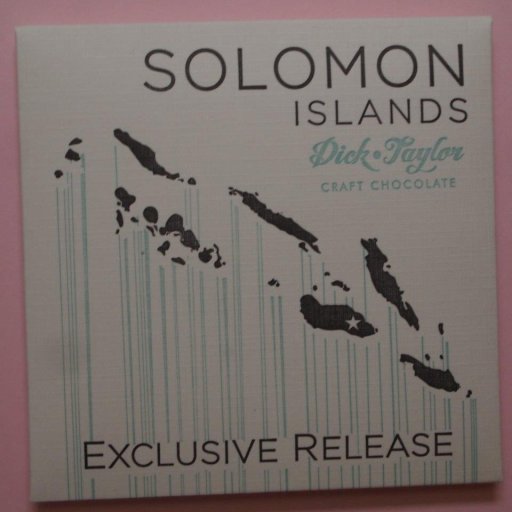 SOLOMON
ISLANDS
Dick · Taylor
CRAFT CHOCOLATE
EXCLUSIVE RELEASE